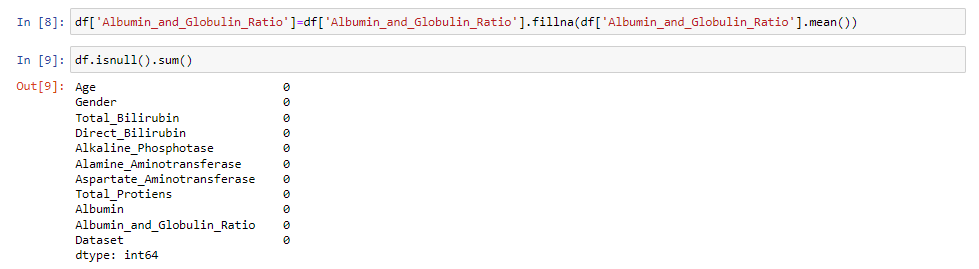 In [8]: df['Albumin_and_Globulin_Ratio']=df['Albumin_and_Globulin_Ratio'].fillna(df['Albumin_and_Globulin_Ratio'].mean())
In [9]: df.isnull().sum()
Out[9]: Age 0
Gender 0
Total_Bilirubin 0
Direct_Bilirubin 0
Alkaline_Phosphotase 0
Alamine_Aminotransferase 0
Aspartate_Aminotransferase 0
Total_Protiens 0
Albumin 0
Albumin_and_Globulin_Ratio 0
Dataset 0
dtype: int64